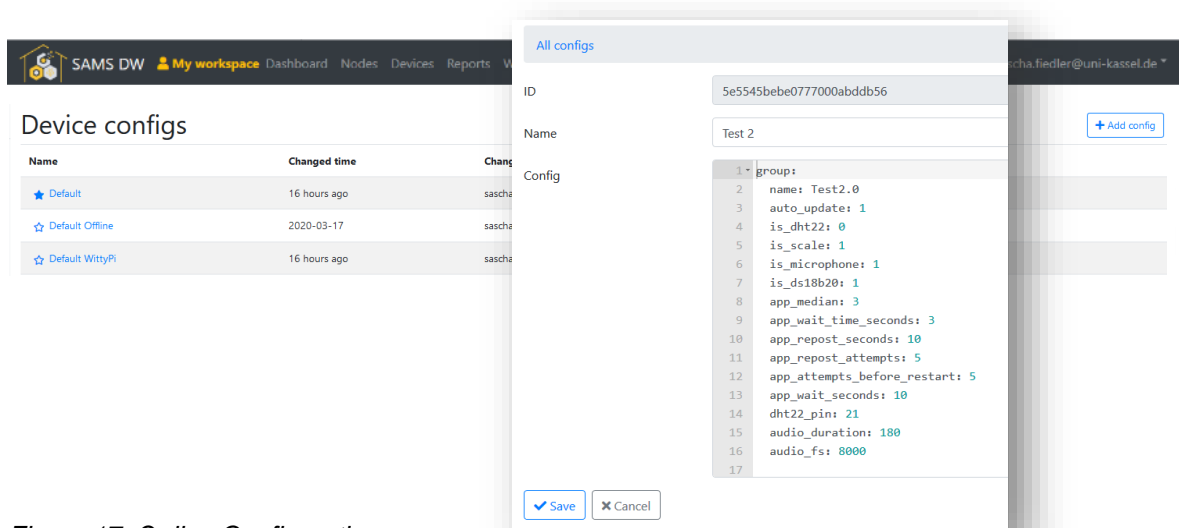 SAMS DW My workspace Dashboard Nodes Devices Reports
scha.fiedler@uni-kassel.de
Device configs
+ Add config
Name Changed time
Default 16 hours ago
Default Offline 2020-03-17
Default WittyPi 16 hours ago
All configs
ID 5e5545bebe0777000abddb56
Name Test 2
Config
1 group:
2 name: Test2.0
3 auto_update: 1
4 is_dht22: 0
5 is_scale: 1
6 is_microphone: 1
7 is_ds18b20: 1
8 app_median: 3
9 app_wait_time_seconds: 3
10 app_repost_seconds: 10
11 app_repost_attempts: 5
12 app_attempts_before_restart: 5
13 app_wait_seconds: 10
14 dht22_pin: 21
15 audio_duration: 180
16 audio_fs: 8000
17
Save Cancel